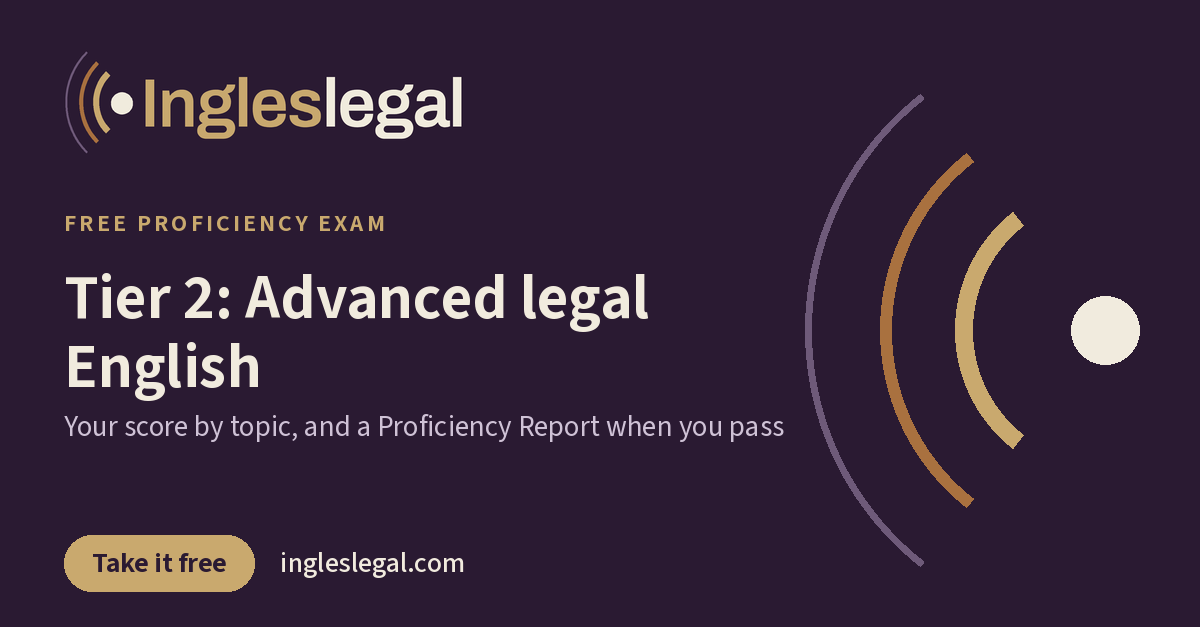 Ingleslegal
FREE PROFICIENCY EXAM
Tier 2: Advanced legal
English
Your score by topic, and a Proficiency Report when you pass
Take it free
ingleslegal.com